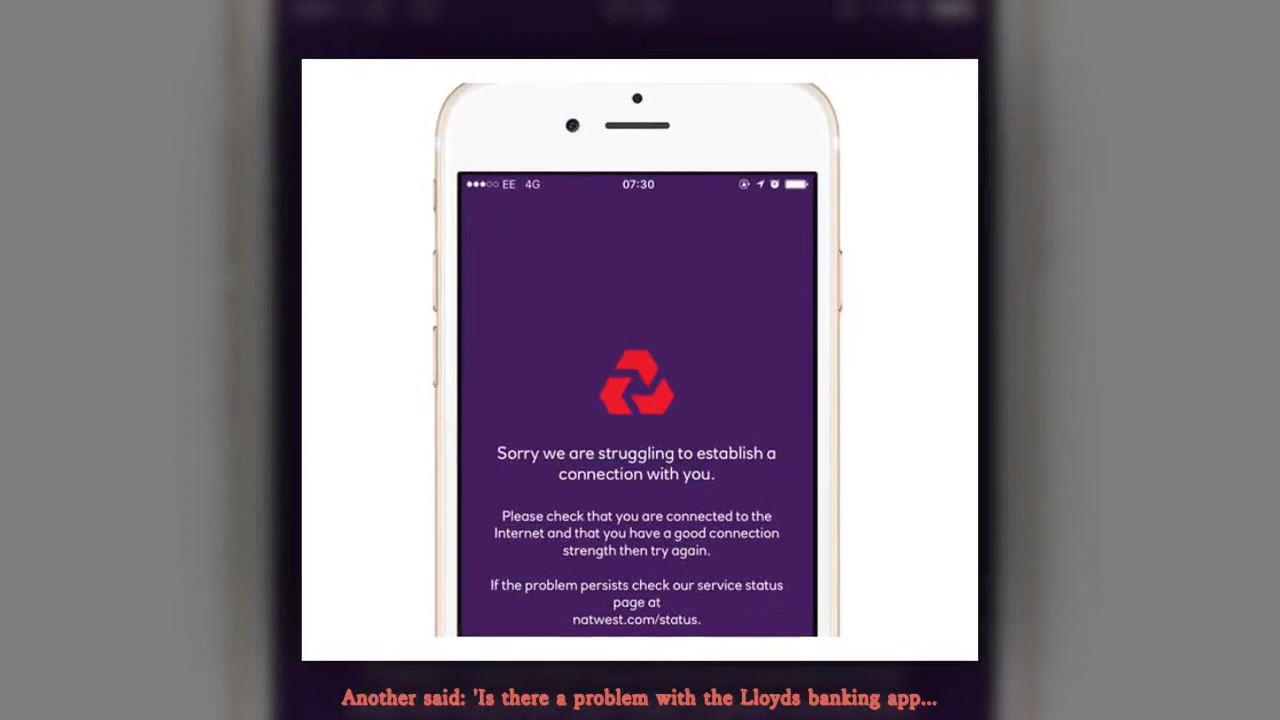 EE 4G 07:30
Sorry we are struggling to establish a
connection with you.
Please check that you are connected to the
Internet and that you have a good connection
strength then try again.
If the problem persists check our service status
page at
natwest.com/status.
Another said: 'Is there a problem with the Lloyds banking app...